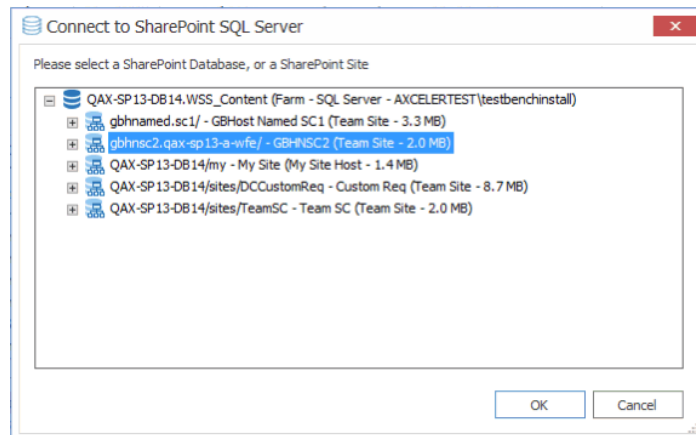 Connect to SharePoint SQL Server
Please select a SharePoint Database, or a SharePoint Site
QAX-SP13-DB14.WSS_Content (Farm - SQL Server - AXCELERTEST\testbenchinstall)
gbhnamed.sc1/ - GBHost Named SC1 (Team Site - 3.3 MB)
gbhnsc2.qax-sp13-a-wfe/ - GBHNSC2 (Team Site - 2.0 MB)
QAX-SP13-DB14/my - My Site (My Site Host - 1.4 MB)
QAX-SP13-DB14/sites/DCCustomReq - Custom Req (Team Site - 8.7 MB)
QAX-SP13-DB14/sites/TeamSC - Team SC (Team Site - 2.0 MB)
OK Cancel